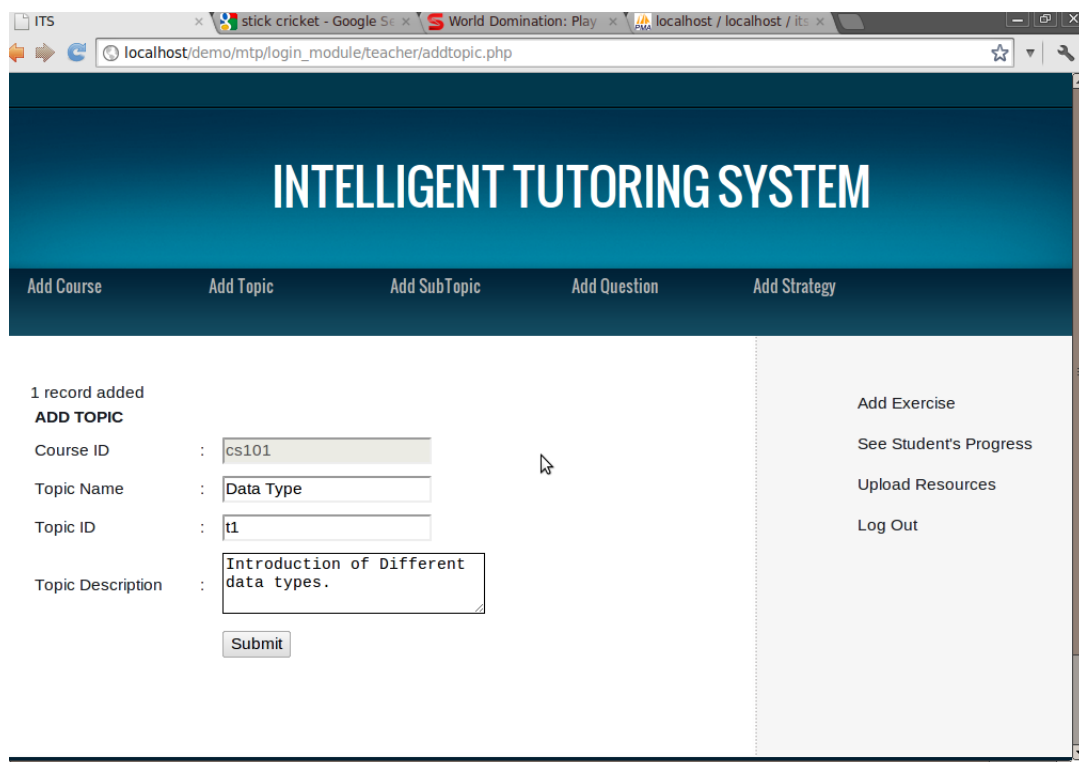 ITS
stick cricket - Google Se
World Domination: Play
localhost / localhost / its
localhost/demo/mtp/login_module/teacher/addtopic.php
INTELLIGENT TUTORING SYSTEM
Add Course Add Topic Add SubTopic Add Question Add Strategy
1 record added
ADD TOPIC
Course ID : cs101
Topic Name : Data Type
Topic ID : t1
Topic Description : Introduction of Different
data types.
Submit
Add Exercise
See Student's Progress
Upload Resources
Log Out